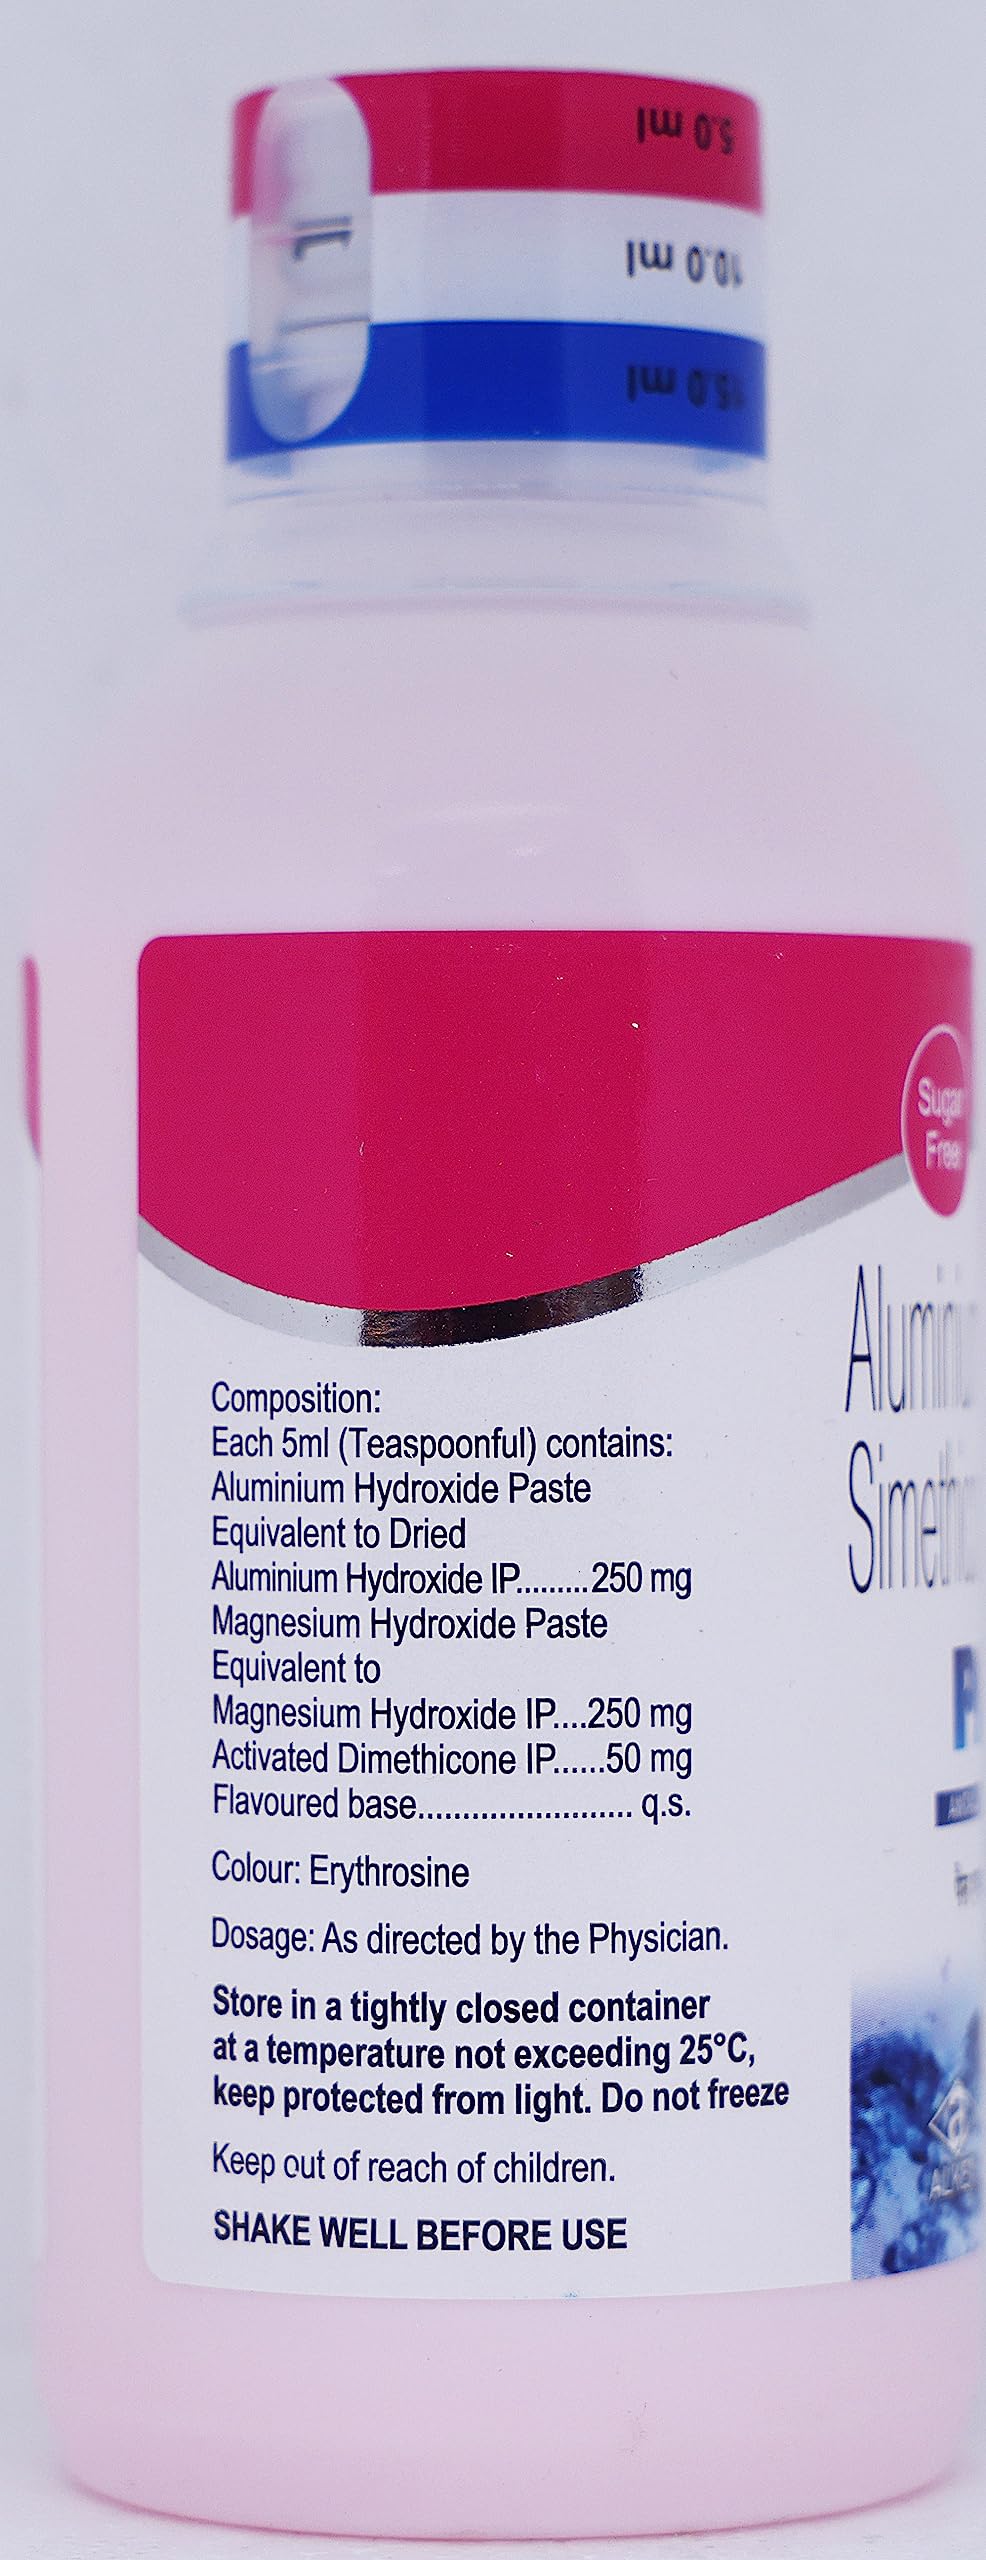 5.0 ml
10.0 ml
15.0 ml
Sugar
Free
Composition:
Each 5ml (Teaspoonful) contains:
Aluminium Hydroxide Paste
Equivalent to Dried
Aluminium Hydroxide IP.........250 mg
Magnesium Hydroxide Paste
Equivalent to
Magnesium Hydroxide IP....250 mg
Activated Dimethicone IP......50 mg
Flavoured base........................ q.s.
Colour: Erythrosine
Dosage: As directed by the Physician.
Store in a tightly closed container
at a temperature not exceeding 25°C,
keep protected from light. Do not freeze
Keep out of reach of children.
SHAKE WELL BEFORE USE